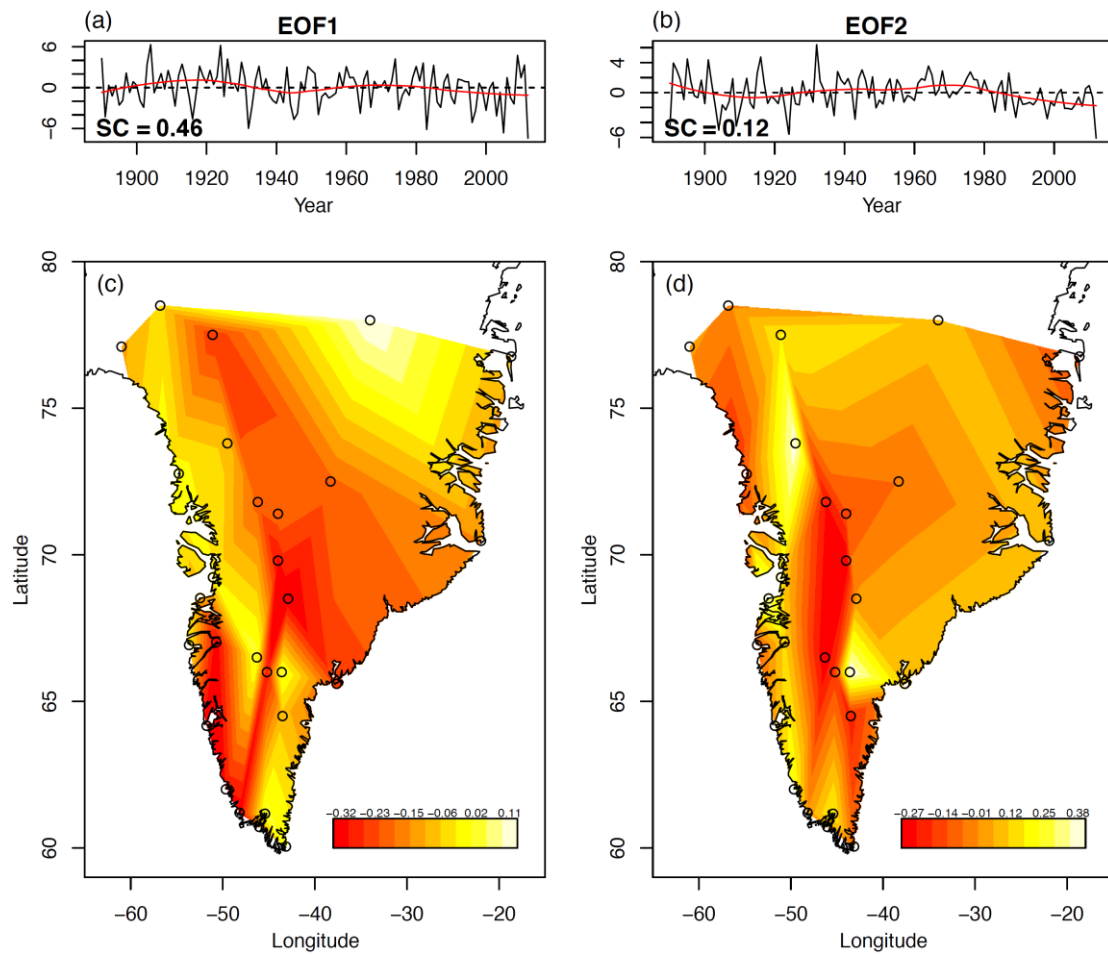 (a) EOF1
6
0
−6
SC = 0.46
1900 1920 1940 1960 1980 2000
Year
(b) EOF2
4
0
−6
SC = 0.12
1900 1920 1940 1960 1980 2000
Year
(c)
80
75
70
65
60
Latitude
−0.32 −0.23 −0.15 −0.06 0.02 0.11
−60 −50 −40 −30 −20
Longitude
(d)
80
75
70
65
60
Latitude
−0.27 −0.14 −0.01 0.12 0.25 0.38
−60 −50 −40 −30 −20
Longitude